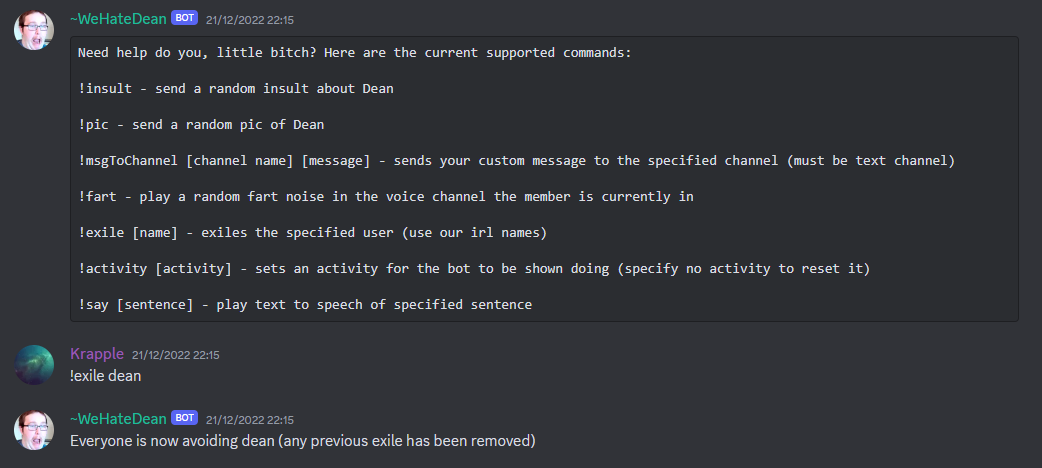 ~WeHateDean BOT 21/12/2022 22:15
Need help do you, little bitch? Here are the current supported commands:
!insult - send a random insult about Dean
!pic - send a random pic of Dean
!msgToChannel [channel name] [message] - sends your custom message to the specified channel (must be text channel)
!fart - play a random fart noise in the voice channel the member is currently in
!exile [name] - exiles the specified user (use our irl names)
!activity [activity] - sets an activity for the bot to be shown doing (specify no activity to reset it)
!say [sentence] - play text to speech of specified sentence
Krapple 21/12/2022 22:15
!exile dean
~WeHateDean BOT 21/12/2022 22:15
Everyone is now avoiding dean (any previous exile has been removed)